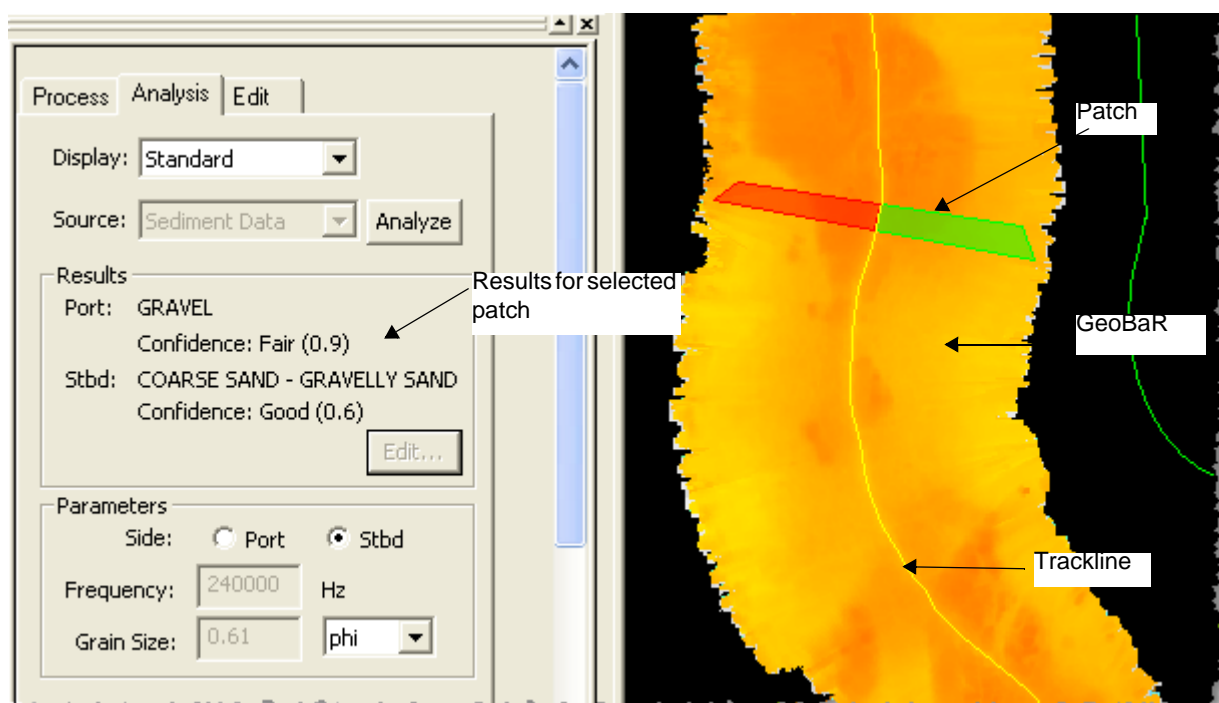 Process Analysis Edit
Display: Standard
Source: Sediment Data Analyze
Results
Port: GRAVEL
Confidence: Fair (0.9)
Stbd: COARSE SAND - GRAVELLY SAND
Confidence: Good (0.6)
Edit...
Parameters
Side: Port Stbd
Frequency: 240000 Hz
Grain Size: 0.61 phi
Results for selected
patch
Patch
GeoBaR
Trackline